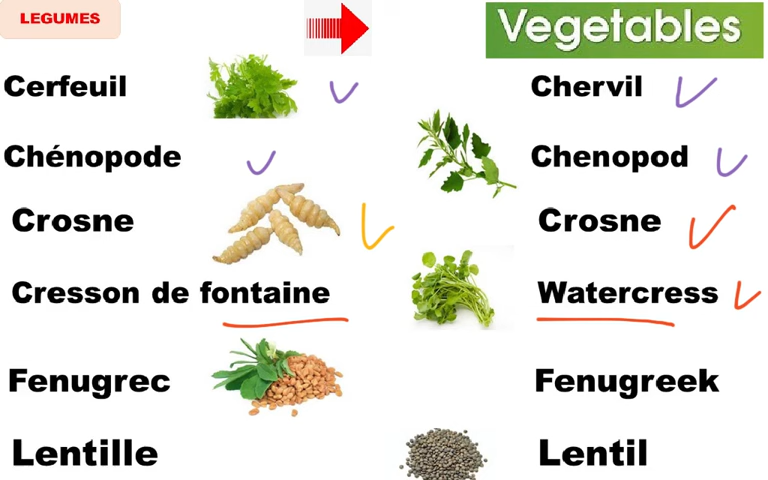 LEGUMES Vegetables
Cerfeuil Chervil
Chénopode Chenopod
Crosne Crosne
Cresson de fontaine Watercress
Fenugrec Fenugreek
Lentille Lentil